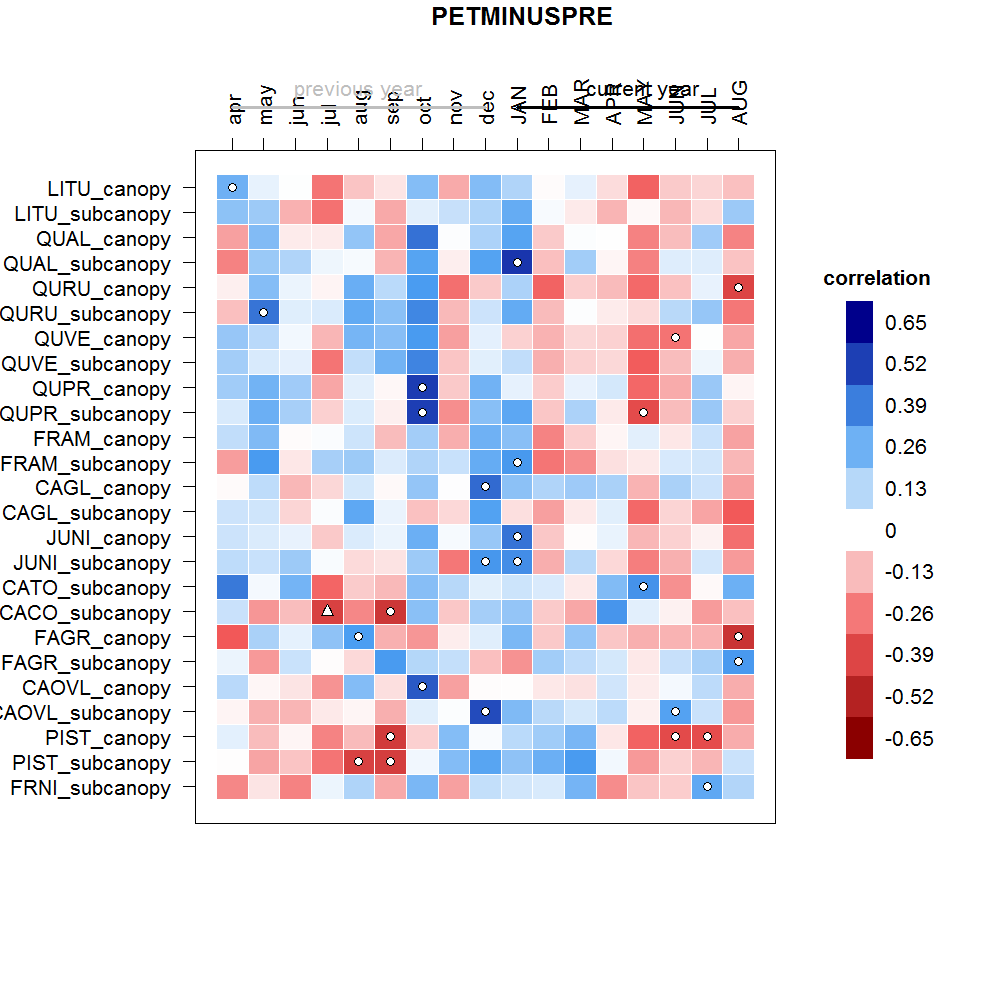 PETMINUSPRE
previous year current year
apr may jun jul aug sep oct nov dec JAN FEB MAR APR MAY JUN JUL AUG
LITU_canopy
LITU_subcanopy
QUAL_canopy
QUAL_subcanopy
QURU_canopy
QURU_subcanopy
QUVE_canopy
QUVE_subcanopy
QUPR_canopy
QUPR_subcanopy
FRAM_canopy
FRAM_subcanopy
CAGL_canopy
CAGL_subcanopy
JUNI_canopy
JUNI_subcanopy
CATO_subcanopy
CACO_subcanopy
FAGR_canopy
FAGR_subcanopy
CAOVL_canopy
CAOVL_subcanopy
PIST_canopy
PIST_subcanopy
FRNI_subcanopy
correlation
0.65
0.52
0.39
0.26
0.13
0
-0.13
-0.26
-0.39
-0.52
-0.65